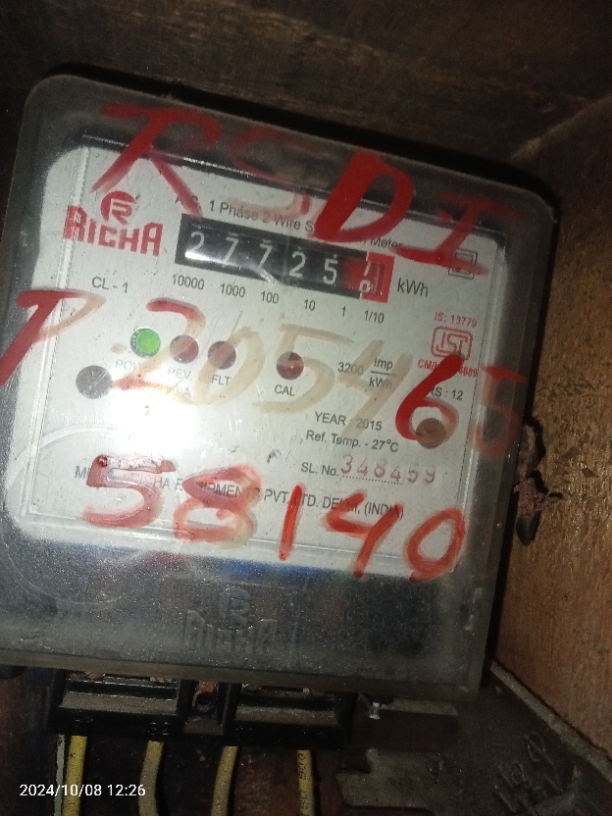 RSDI
RICHA
1 Phase 2 Wire
Meter
27725
kWh
CL - 1
10000 1000 100 10 1 1/10
IS: 13779
ISI
P-205465
3200 imp/kWh
FLT
CAL
YEAR : 2015
Ref. Temp. - 27°C
SL. No. 348459
PVT. LTD. DELHI, (INDIA)
58140
RICHA
2024/10/08 12:26